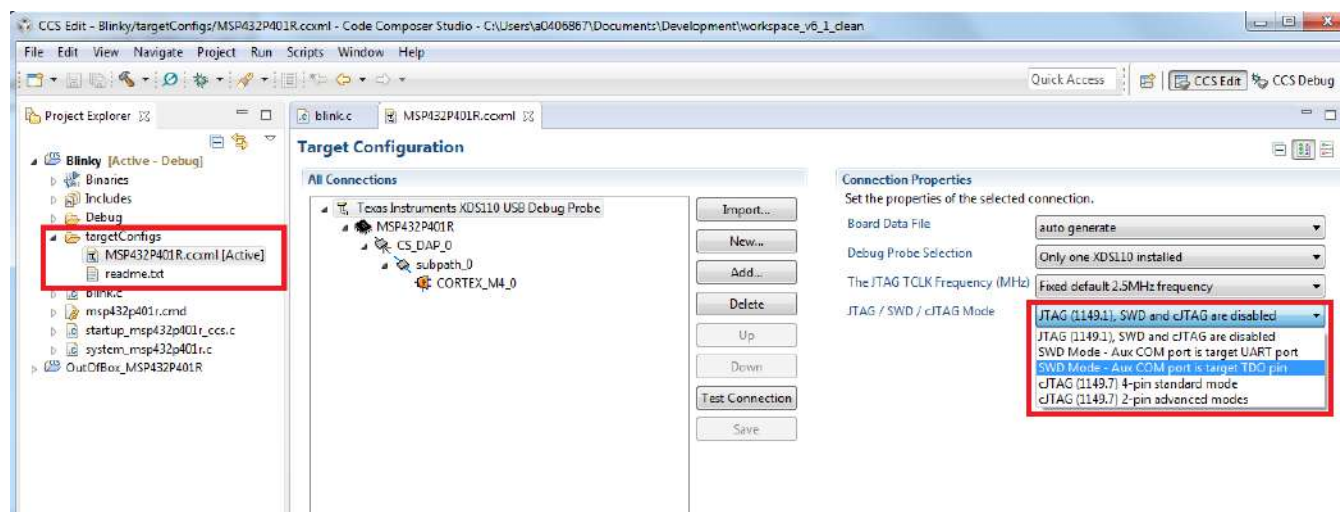 CCS Edit - Blinky/targetConfigs/MSP432P401R.ccxml - Code Composer Studio - C:\Users\a0406867\Documents\Development\workspace_v6_1_clean
File Edit View Navigate Project Run Scripts Window Help
Quick Access
CCS Edit
CCS Debug
Project Explorer
Blinky [Active - Debug]
Binaries
Includes
Debug
targetConfigs
MSP432P401R.ccxml [Active]
readme.txt
blink.c
msp432p401r.cmd
startup_msp432p401r_ccs.c
system_msp432p401r.c
OutOfBox_MSP432P401R
blink.c
MSP432P401R.ccxml
Target Configuration
All Connections
Texas Instruments XDS110 USB Debug Probe
MSP432P401R
CS_DAP_0
subpath_0
CORTEX_M4_0
Import...
New...
Add...
Delete
Up
Down
Test Connection
Save
Connection Properties
Set the properties of the selected connection.
Board Data File
auto generate
Debug Probe Selection
Only one XDS110 installed
The JTAG TCLK Frequency (MHz)
Fixed default 2.5MHz frequency
JTAG / SWD / cJTAG Mode
JTAG (1149.1), SWD and cJTAG are disabled
JTAG (1149.1), SWD and cJTAG are disabled
SWD Mode - Aux COM port is target UART port
SWD Mode - Aux COM port is target TDO pin
cJTAG (1149.7) 4-pin standard mode
cJTAG (1149.7) 2-pin advanced modes